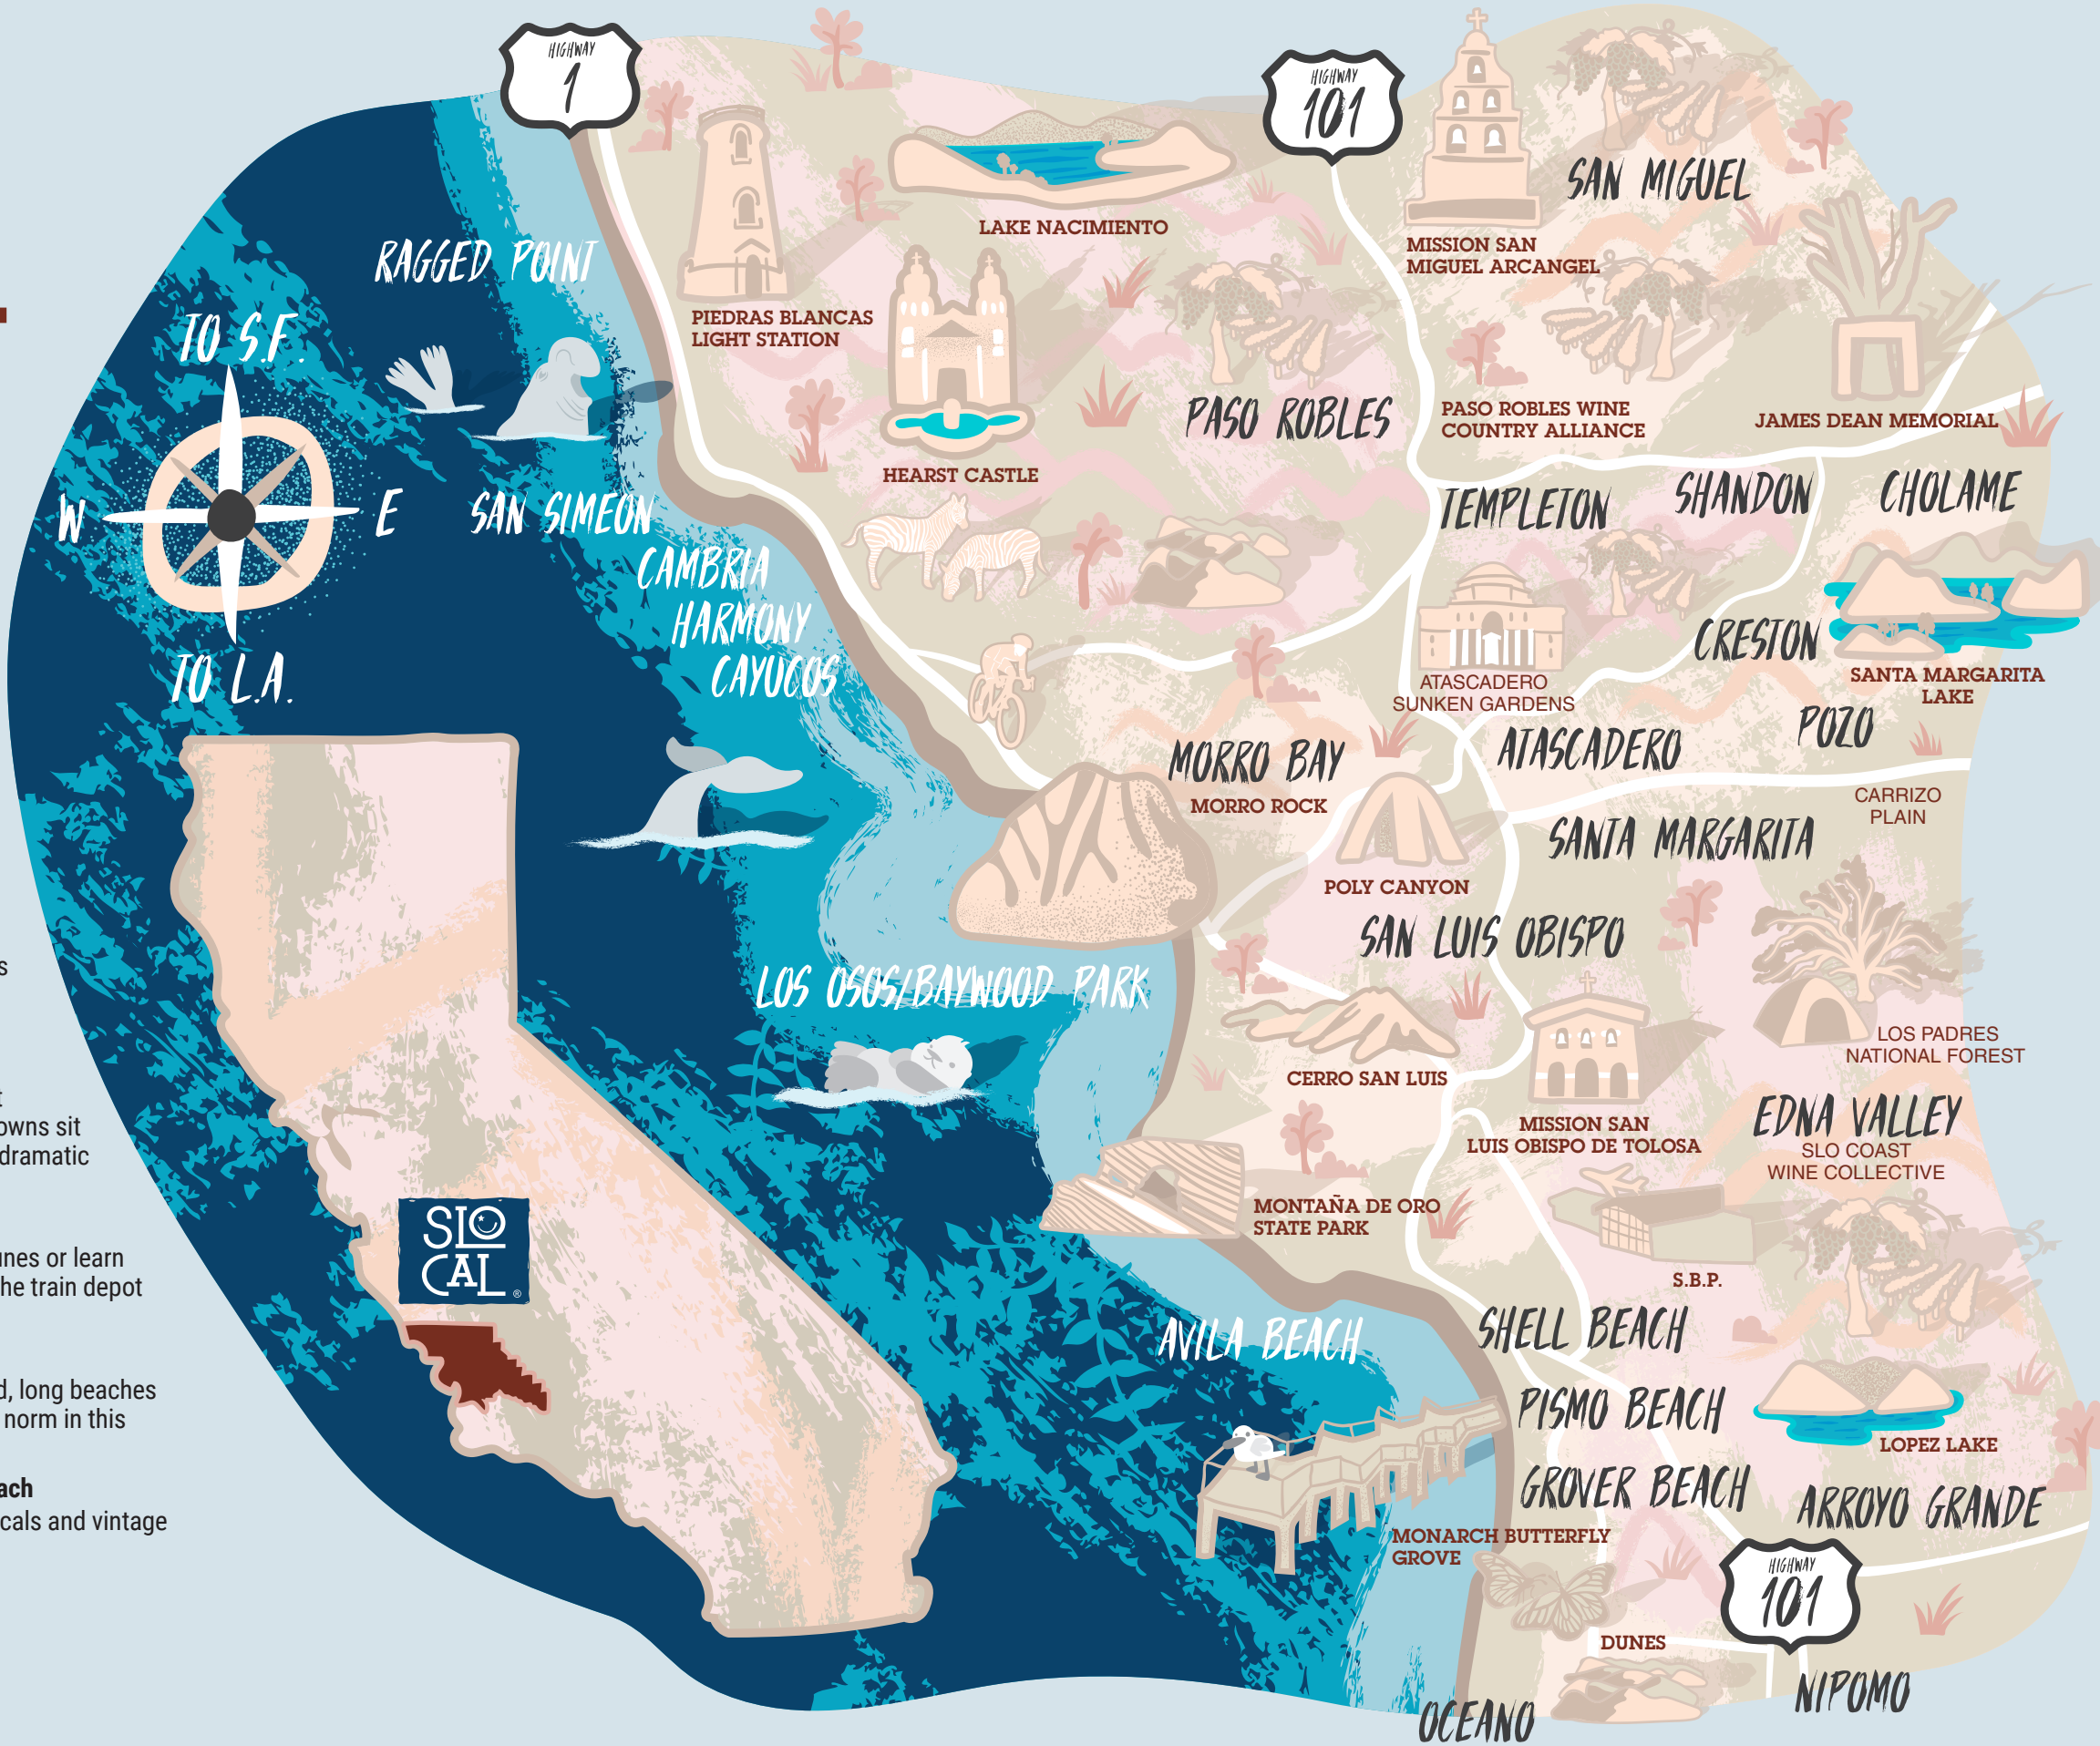 HIGHWAY
1
HIGHWAY
101
SAN MIGUEL
LAKE NACIMIENTO
MISSION SAN
MIGUEL ARCANGEL
RAGGED POINT
PIEDRAS BLANCAS
LIGHT STATION
TO S.F.
W
E
TO L.A.
PASO ROBLES
PASO ROBLES WINE
COUNTRY ALLIANCE
JAMES DEAN MEMORIAL
HEARST CASTLE
SAN SIMEON
TEMPLETON
SHANDON
CHOLAME
CAMBRIA
HARMONY
CAYUCOS
CRESTON
ATASCADERO
SUNKEN GARDENS
SANTA MARGARITA
LAKE
POZO
ATASCADERO
MORRO BAY
MORRO ROCK
CARRIZO
PLAIN
SANTA MARGARITA
POLY CANYON
SAN LUIS OBISPO
s
LOS OSOS/BAYWOOD PARK
LOS PADRES
NATIONAL FOREST
CERRO SAN LUIS
t
owns sit
dramatic
MISSION SAN
LUIS OBISPO DE TOLOSA
EDNA VALLEY
SLO COAST
WINE COLLECTIVE
MONTAÑA DE ORO
STATE PARK
SLO
CAL®
nes or learn
he train depot
S.B.P.
AVILA BEACH
SHELL BEACH
d, long beaches
norm in this
PISMO BEACH
LOPEZ LAKE
ach
cals and vintage
GROVER BEACH
ARROYO GRANDE
MONARCH BUTTERFLY
GROVE
HIGHWAY
101
DUNES
NIPOMO
OCEANO